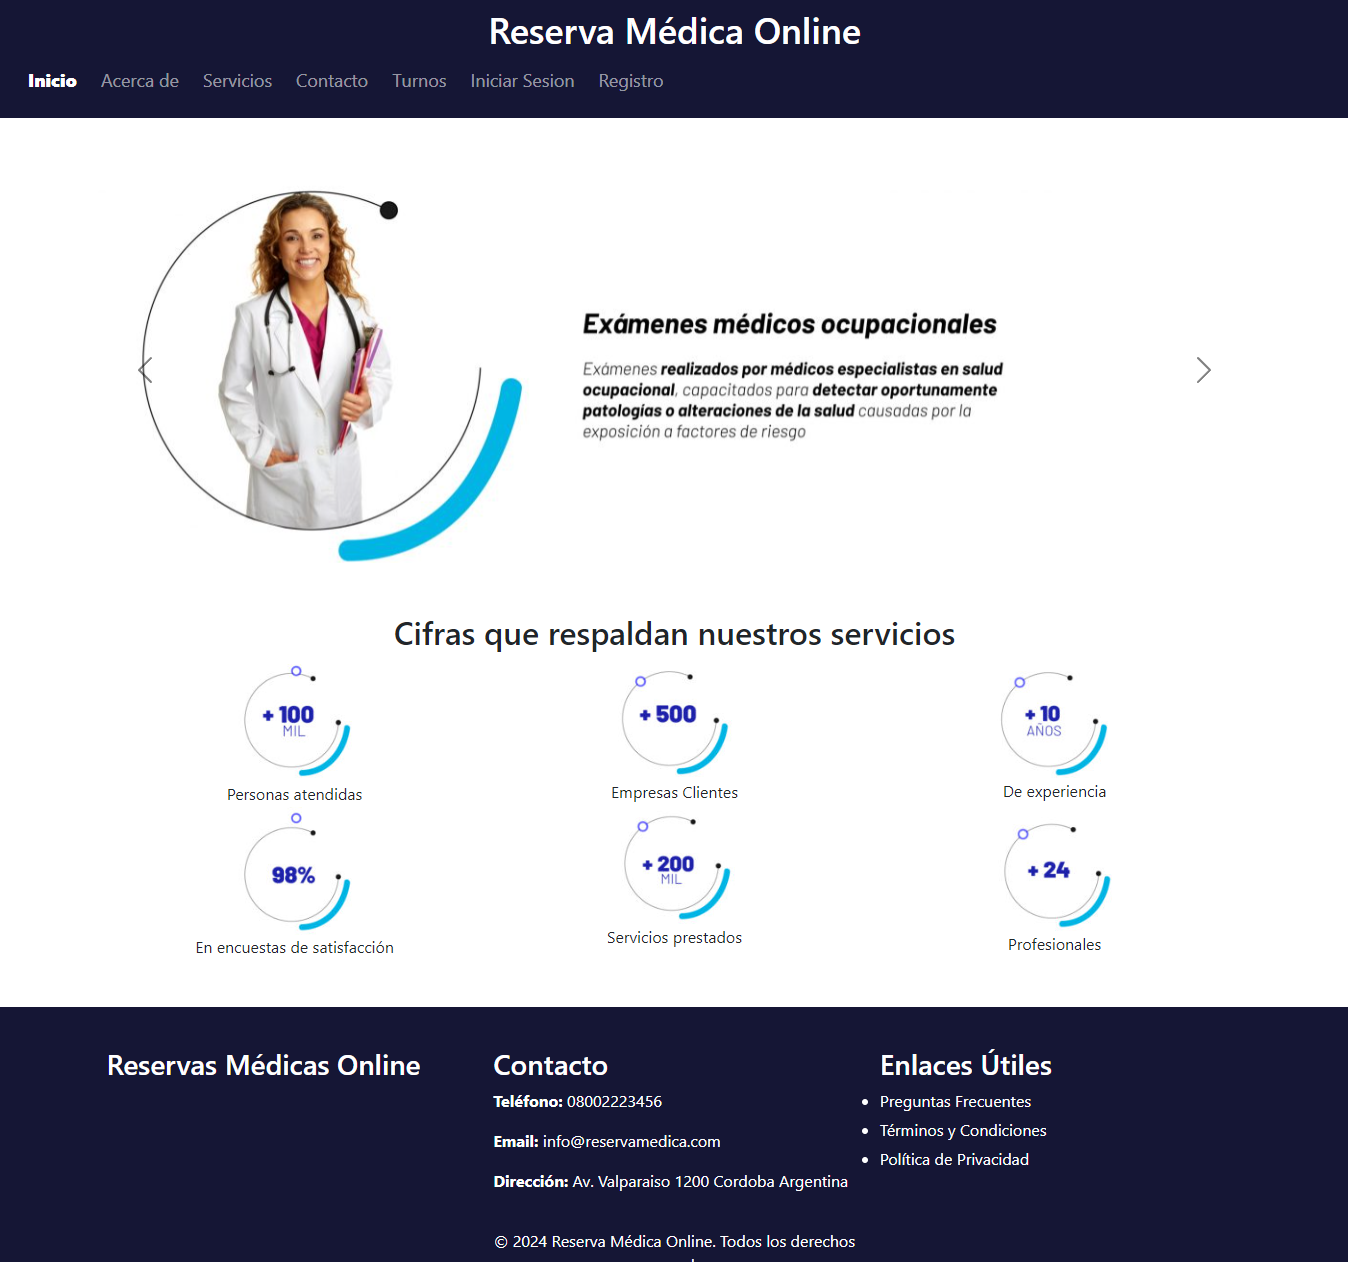 Reserva Médica Online
Inicio Acerca de Servicios Contacto Turnos Iniciar Sesion Registro
Exámenes médicos ocupacionales
Exámenes realizados por médicos especialistas en salud
ocupacional, capacitados para detectar oportunamente
patologías o alteraciones de la salud causadas por la
exposición a factores de riesgo
Cifras que respaldan nuestros servicios
+ 100
MIL
Personas atendidas
+ 500
Empresas Clientes
+ 10
AÑOS
De experiencia
98%
En encuestas de satisfacción
+ 200
MIL
Servicios prestados
+ 24
Profesionales
Reservas Médicas Online
Contacto
Teléfono: 08002223456
Email: info@reservamedica.com
Dirección: Av. Valparaiso 1200 Cordoba Argentina
Enlaces Útiles
Preguntas Frecuentes
Términos y Condiciones
Política de Privacidad
© 2024 Reserva Médica Online. Todos los derechos